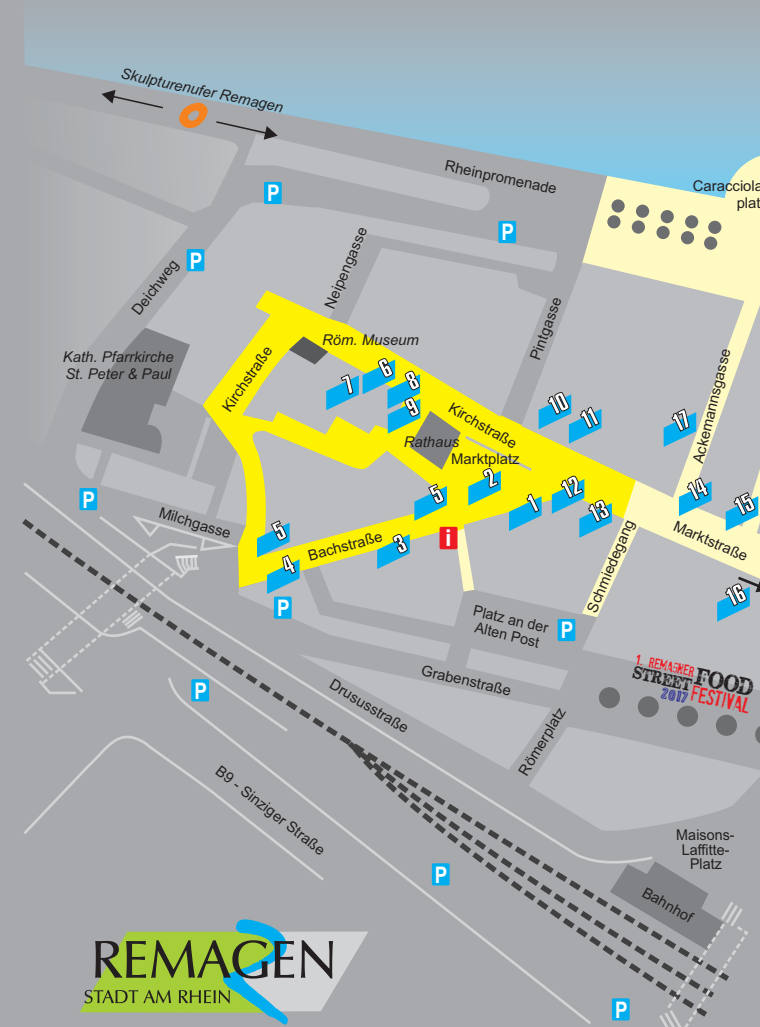 Skulpturenufer Remagen
Rheinpromenade
Caracciola
plat
P
P
P
Deichweg
Neipengasse
Pintgasse
Ackermannsgasse
Kath. Pfarrkirche
St. Peter & Paul
Röm. Museum
Kirchstraße
7
6
8
9
Kirchstraße
10
11
17
Rathaus
Marktplatz
5
2
1
12
13
14
15
P
Milchgasse
5
Bachstraße
3
i
Schmiedegang
Marktstraße
4
P
16
Platz an der
Alten Post
P
1. REMAGNER
STREET FOOD
2017 FESTIVAL
Grabenstraße
P
Drususstraße
Römerplatz
B9 - Sinziger Straße
Maisons-
Laffitte-
Platz
P
Bahnhof
REMAGEN
STADT AM RHEIN
P